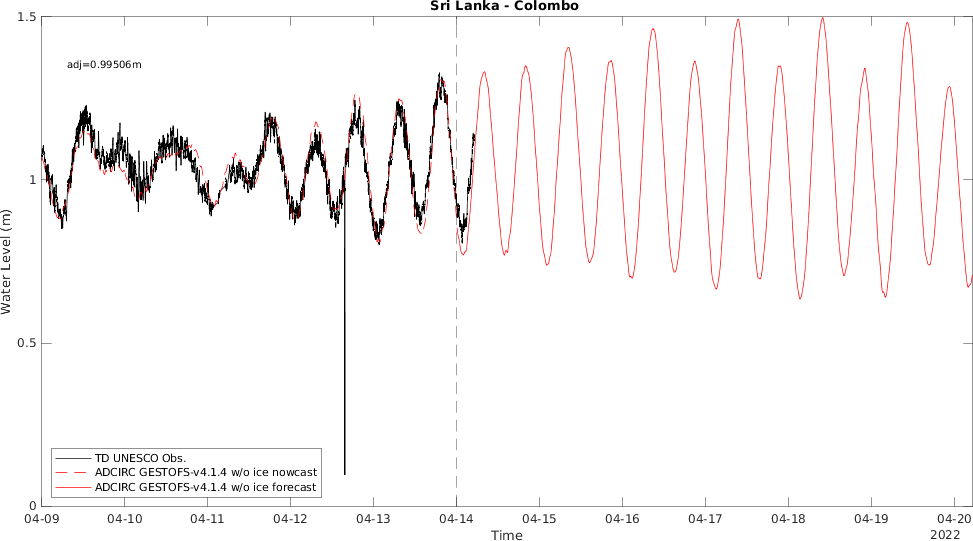 Sri Lanka - Colombo
1.5
adj=0.99506m
1
Water Level (m)
0.5
TD UNESCO Obs.
ADCIRC GESTOFS-v4.1.4 w/o ice nowcast
ADCIRC GESTOFS-v4.1.4 w/o ice forecast
0
04-09 04-10 04-11 04-12 04-13 04-14 04-15 04-16 04-17 04-18 04-19 04-20
Time
2022